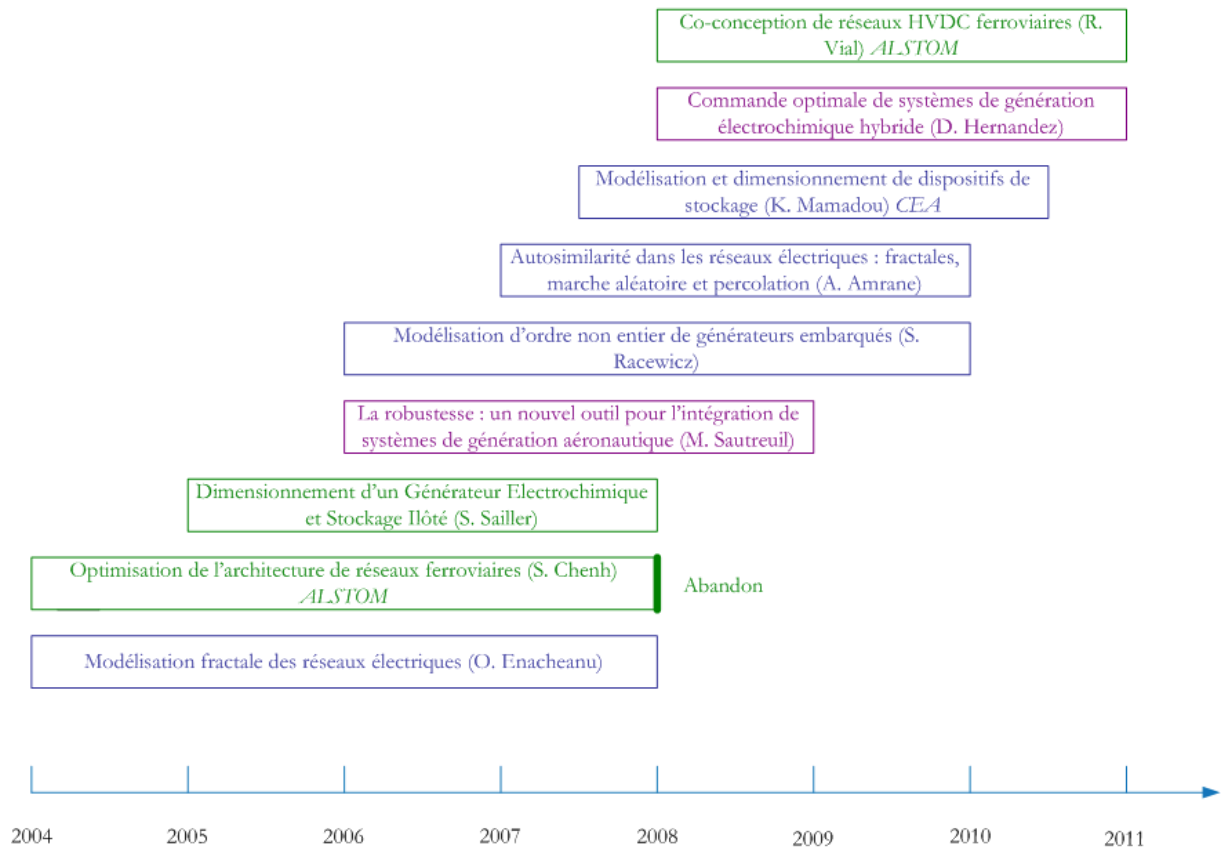 Co-conception de réseaux HVDC ferroviaires (R.
Vial) ALSTOM
Commande optimale de systèmes de génération
électrochimique hybride (D. Hernandez)
Modélisation et dimensionnement de dispositifs de
stockage (K. Mamadou) CEA
Autosimilarité dans les réseaux électriques : fractales,
marche aléatoire et percolation (A. Amrane)
Modélisation d'ordre non entier de générateurs embarqués (S.
Racewicz)
La robustesse : un nouvel outil pour l'intégration de
systèmes de génération aéronautique (M. Sautreuil)
Dimensionnement d'un Générateur Electrochimique
et Stockage Ilôté (S. Sailler)
Optimisation de l'architecture de réseaux ferroviaires (S. Chenh)
ALSTOM
Abandon
Modélisation fractale des réseaux électriques (O. Enacheanu)
2004 2005 2006 2007 2008 2009 2010 2011